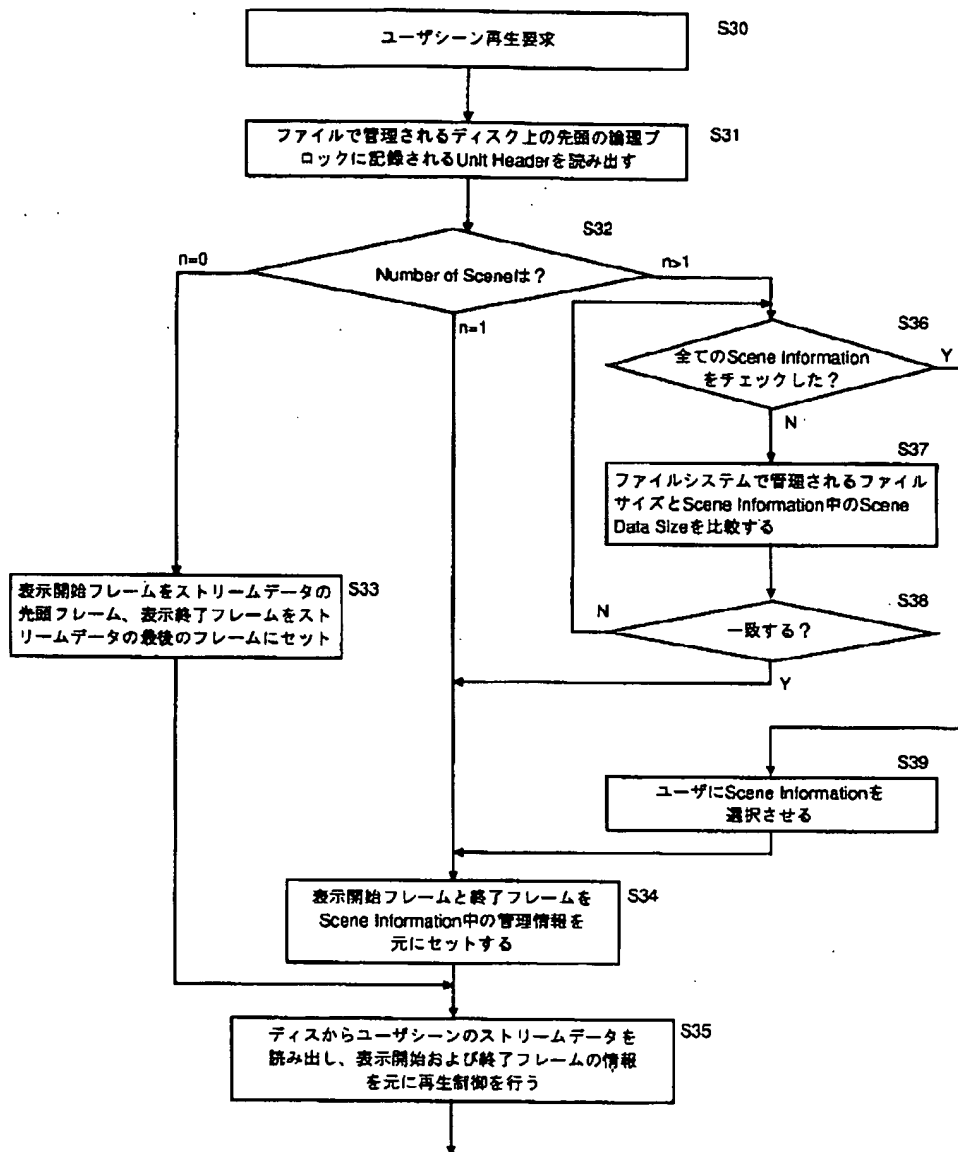 ユーザシーン再生要求
S30
ファイルで管理されるディスク上の先頭の論理ブ
ロックに記録されるUnit Headerを読み出す
S31
S32
Number of Sceneは？
n=0
n=1
n>1
S36
全てのScene Information
をチェックした？
Y
N
S37
ファイルシステムで管理されるファイル
サイズとScene Information中のScene
Data Sizeを比較する
S38
一致する？
N
Y
表示開始フレームをストリームデータの
先頭フレーム、表示終了フレームをスト
リームデータの最後のフレームにセット
S33
S39
ユーザにScene Informationを
選択させる
表示開始フレームと終了フレームを
Scene Information中の管理情報を
元にセットする
S34
ディスからユーザシーンのストリームデータを
読み出し、表示開始および終了フレームの情報
を元に再生制御を行う
S35